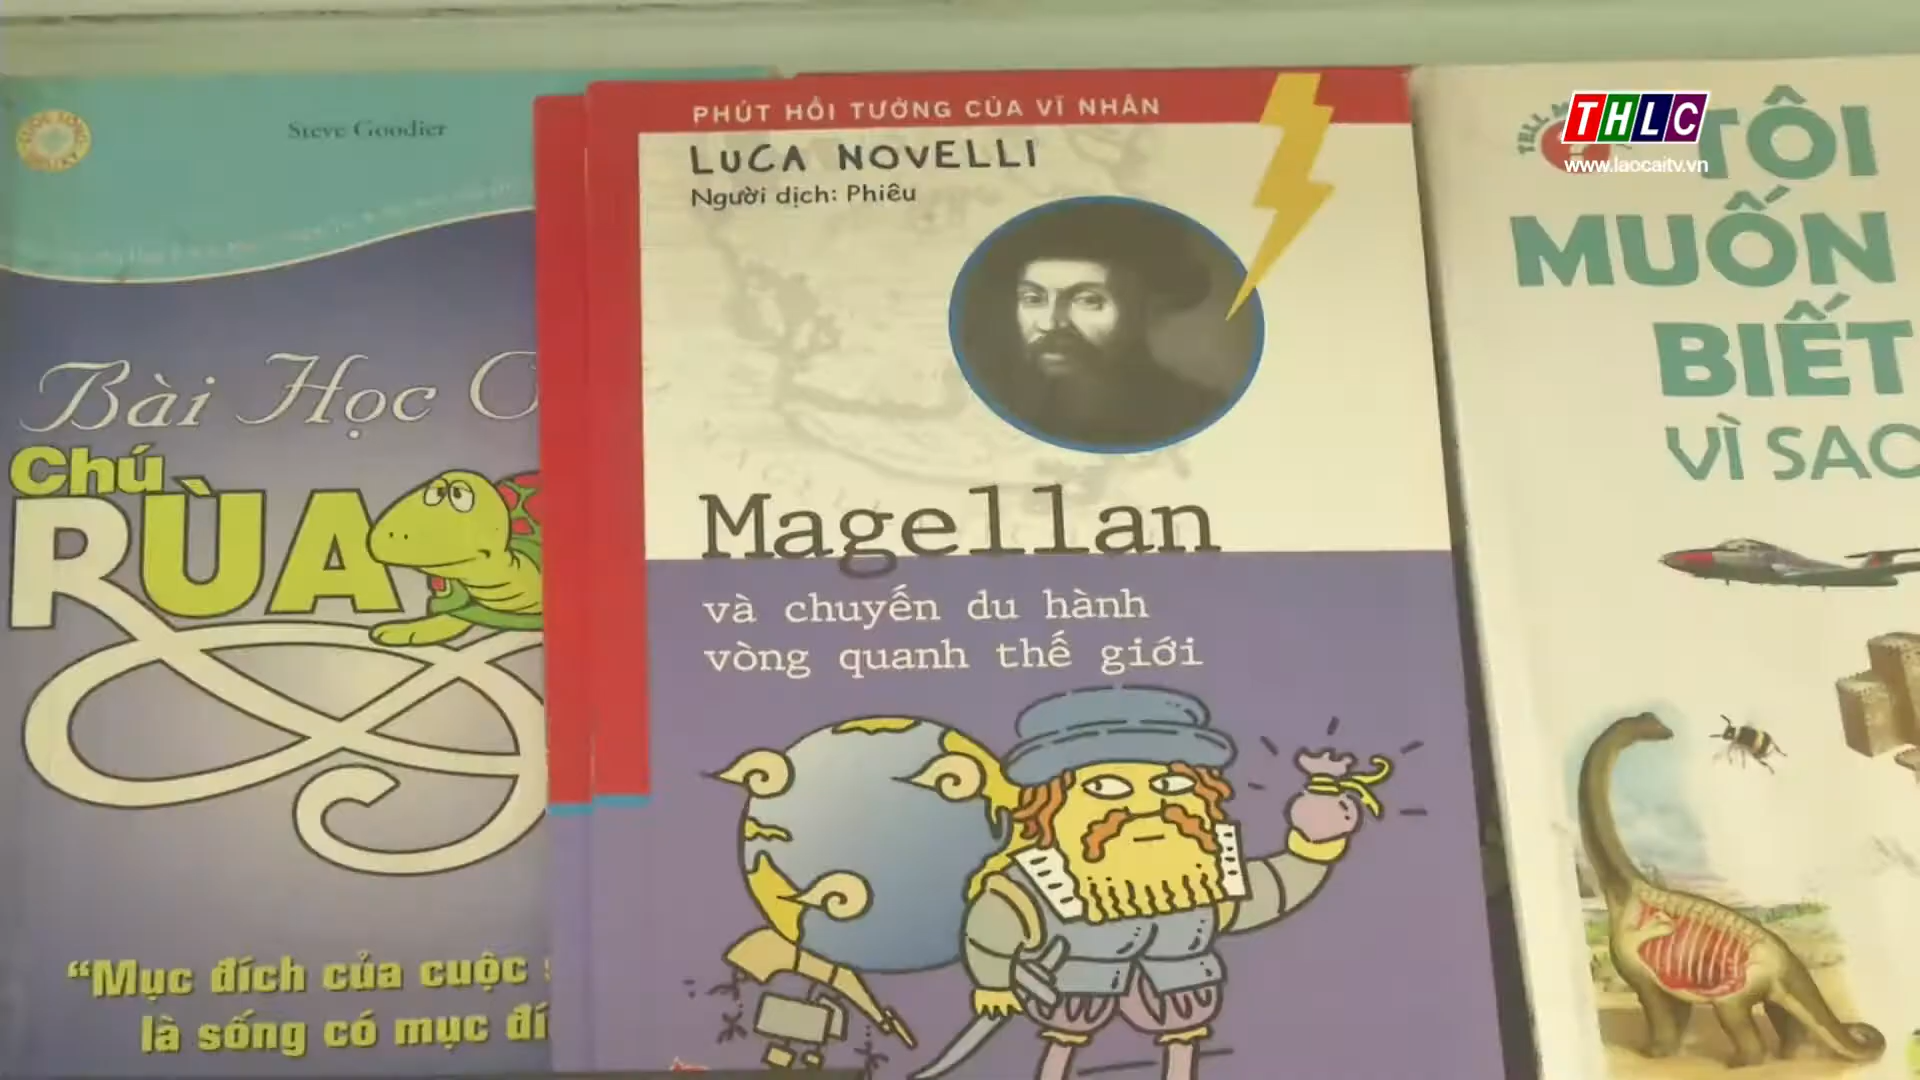 Steve Goodier
Bài Học C
Chú
RÙA
“Mục đích của cuộc s
là sống có mục đí
PHÚT HỒI TƯỞNG CỦA VĨ NHÂN
LUCA NOVELLI
Người dịch: Phiêu
Magellan
và chuyến du hành
vòng quanh thế giới
TELL M
TÔI
MUỐN
BIẾT
VÌ SAO
THLC
www.laocaitv.vn